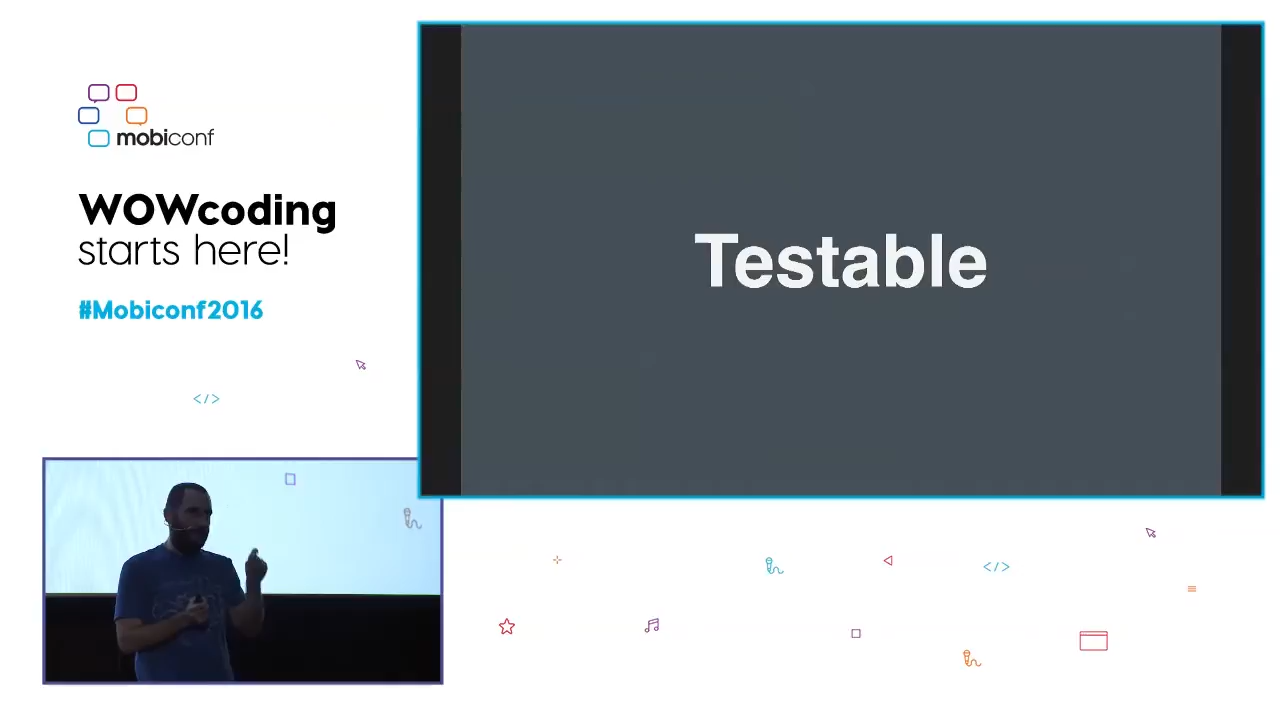 mobiconf
WOWcoding
starts here!
#Mobiconf2016
</>
Testable
</>